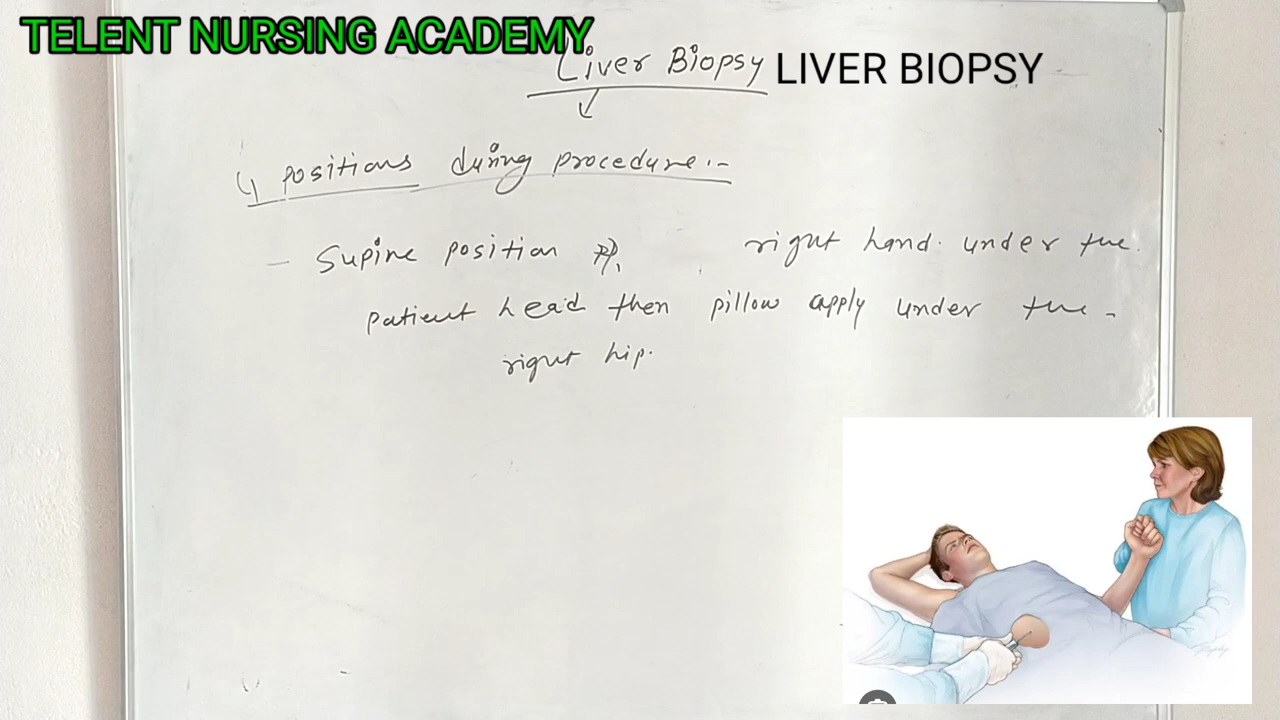 TELENT NURSING ACADEMY
Liver Biopsy LIVER BIOPSY
positions during procedure :-
- Supine position right hand. under the.
patient head then pillow apply under the -
right hip.